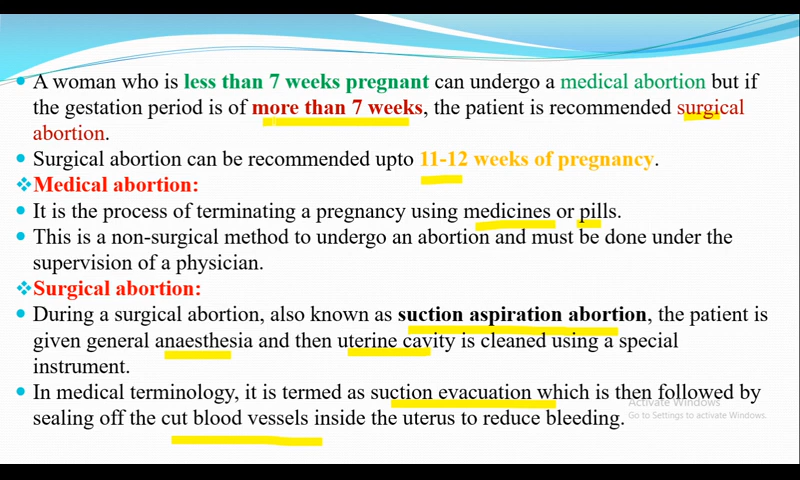 • A woman who is less than 7 weeks pregnant can undergo a medical abortion but if
the gestation period is of more than 7 weeks, the patient is recommended surgical
abortion.
• Surgical abortion can be recommended upto 11-12 weeks of pregnancy.
❖Medical abortion:
• It is the process of terminating a pregnancy using medicines or pills.
• This is a non-surgical method to undergo an abortion and must be done under the
supervision of a physician.
❖Surgical abortion:
• During a surgical abortion, also known as suction aspiration abortion, the patient is
given general anaesthesia and then uterine cavity is cleaned using a special
instrument.
• In medical terminology, it is termed as suction evacuation which is then followed by
sealing off the cut blood vessels inside the uterus to reduce bleeding.
Activate Windows
Go to Settings to activate Windows.